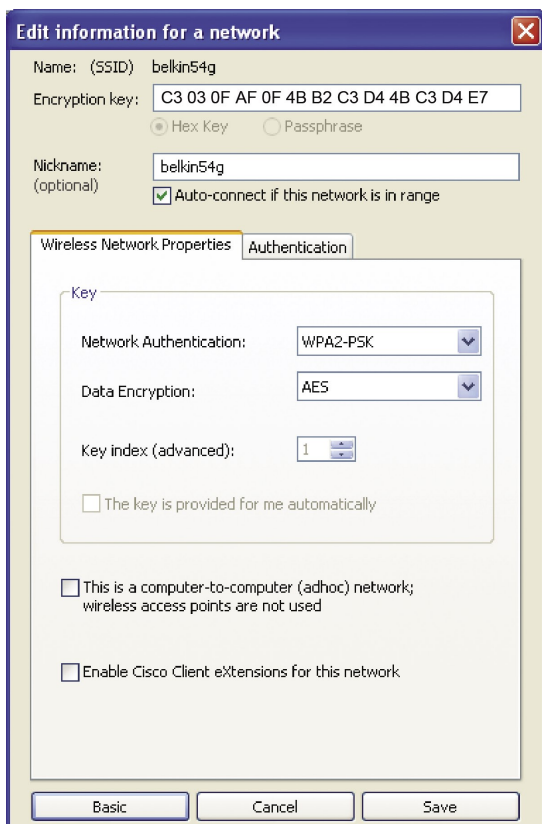 Edit information for a network
Name: (SSID) belkin54g
Encryption key: C3 03 0F AF 0F 4B B2 C3 D4 4B C3 D4 E7
Hex Key Passphrase
Nickname: belkin54g
(optional)
Auto-connect if this network is in range
Wireless Network Properties Authentication
Key
Network Authentication: WPA2-PSK
Data Encryption: AES
Key index (advanced): 1
The key is provided for me automatically
This is a computer-to-computer (adhoc) network;
wireless access points are not used
Enable Cisco Client eXtensions for this network
Basic Cancel Save